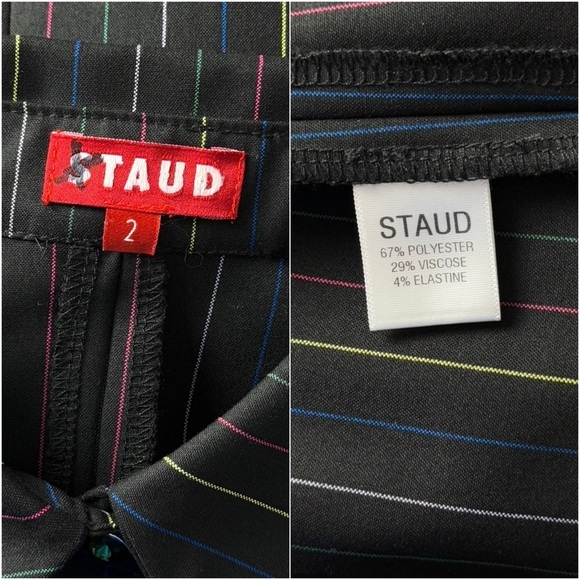 STAUD
2
STAUD
67% POLYESTER
29% VISCOSE
4% ELASTINE